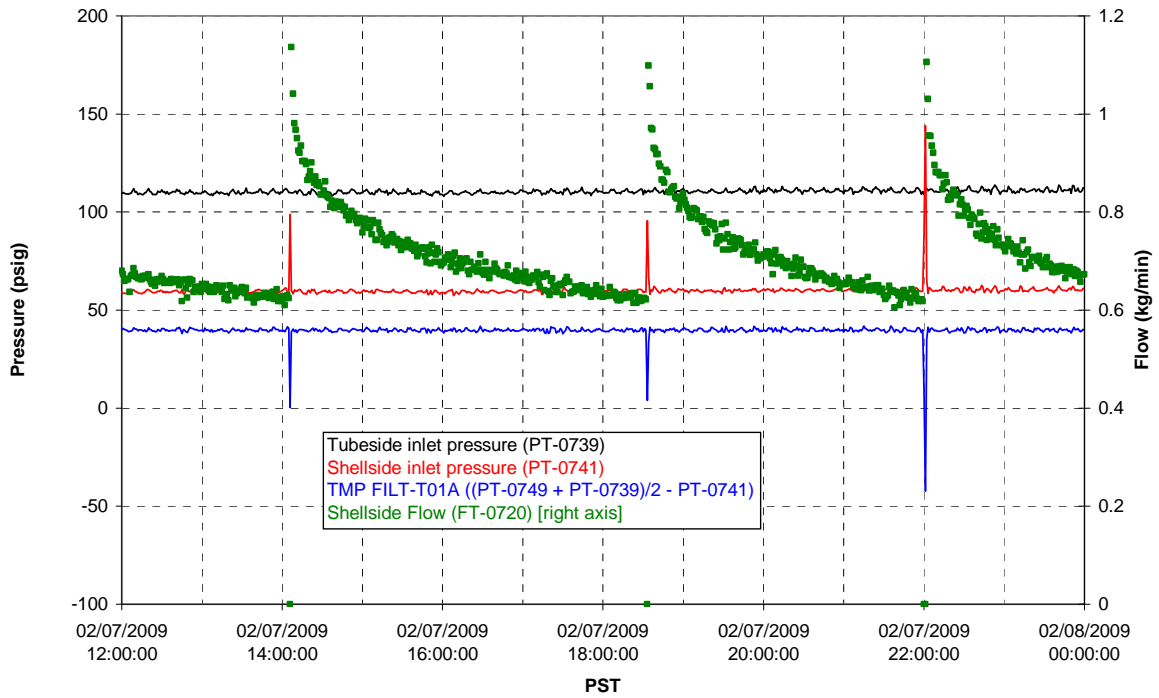 200
150
100
50
0
-50
-100
Pressure (psig)
1.2
1
0.8
0.6
0.4
0.2
0
Flow (kg/min)
Tubeside inlet pressure (PT-0739)
Shellside inlet pressure (PT-0741)
TMP FILT-T01A ((PT-0749 + PT-0739)/2 - PT-0741)
Shellside Flow (FT-0720) [right axis]
02/07/2009 02/07/2009 02/07/2009 02/07/2009 02/07/2009 02/07/2009 02/08/2009
12:00:00 14:00:00 16:00:00 18:00:00 20:00:00 22:00:00 00:00:00
PST